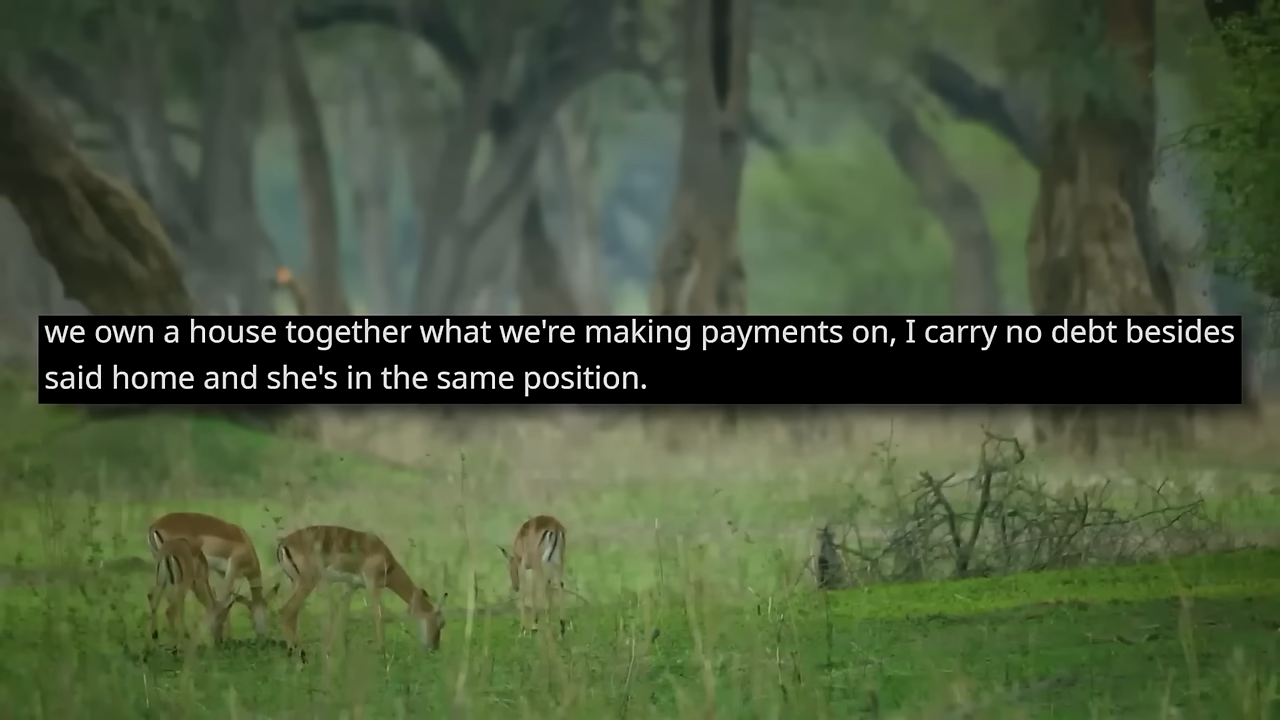 we own a house together what we're making payments on, I carry no debt besides
said home and she's in the same position.